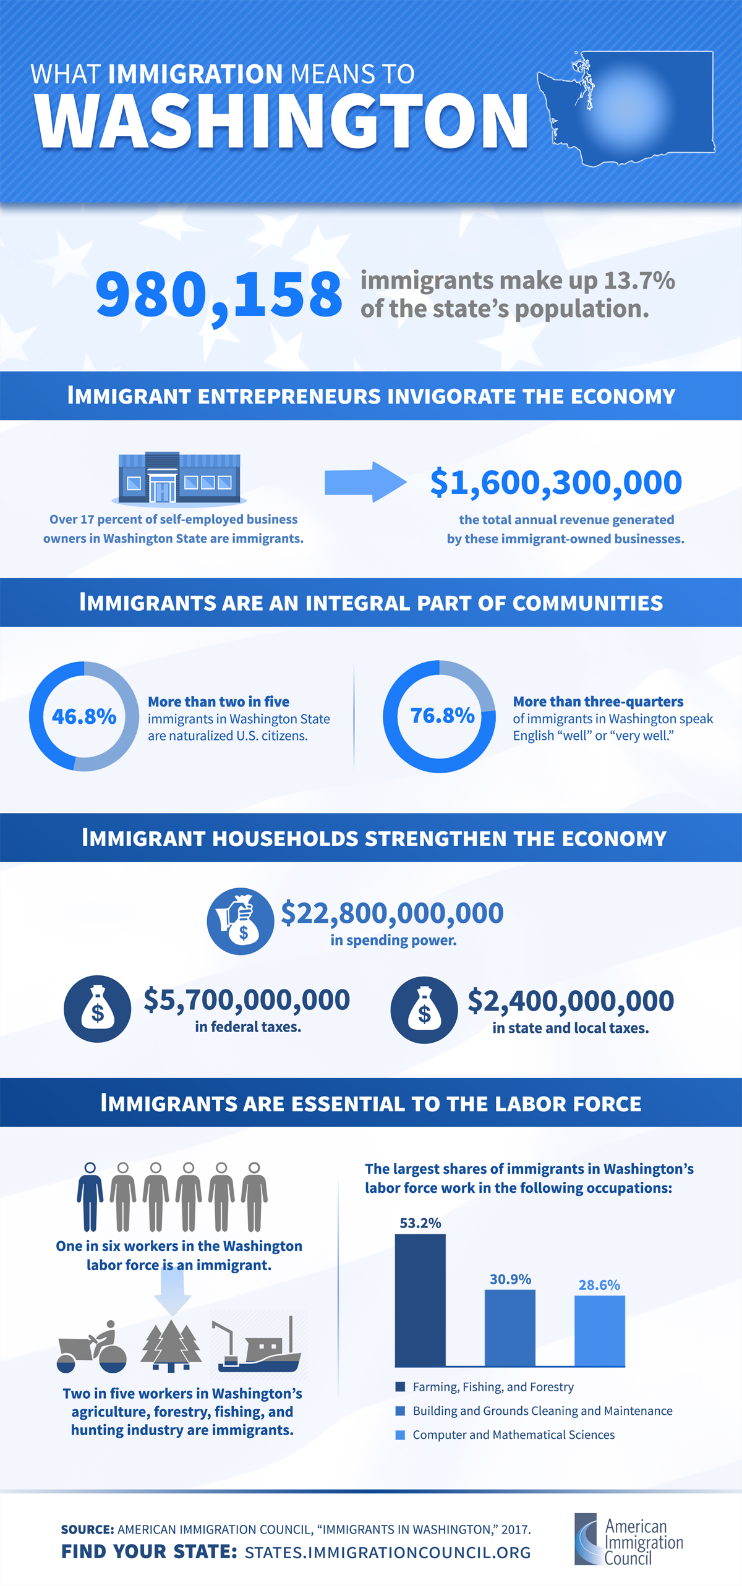 WHAT IMMIGRATION MEANS TO
WASHINGTON
980,158
immigrants make up 13.7%
of the state's population.
IMMIGRANT ENTREPRENEURS INVIGORATE THE ECONOMY
Over 17 percent of self-employed business
owners in Washington State are immigrants.
$1,600,300,000
the total annual revenue generated
by these immigrant-owned businesses.
IMMIGRANTS ARE AN INTEGRAL PART OF COMMUNITIES
46.8%
More than two in five
immigrants in Washington State
are naturalized U.S. citizens.
76.8%
More than three-quarters
of immigrants in Washington speak
English “well” or “very well.”
IMMIGRANT HOUSEHOLDS STRENGTHEN THE ECONOMY
$
$22,800,000,000
in spending power.
$
$5,700,000,000
in federal taxes.
$
$2,400,000,000
in state and local taxes.
IMMIGRANTS ARE ESSENTIAL TO THE LABOR FORCE
One in six workers in the Washington
labor force is an immigrant.
Two in five workers in Washington's
agriculture, forestry, fishing, and
hunting industry are immigrants.
The largest shares of immigrants in Washington's
labor force work in the following occupations:
53.2%
30.9%
28.6%
Farming, Fishing, and Forestry
Building and Grounds Cleaning and Maintenance
Computer and Mathematical Sciences
SOURCE: AMERICAN IMMIGRATION COUNCIL, “IMMIGRANTS IN WASHINGTON,” 2017.
FIND YOUR STATE: STATES.IMMIGRATIONCOUNCIL.ORG
American
Immigration
Council